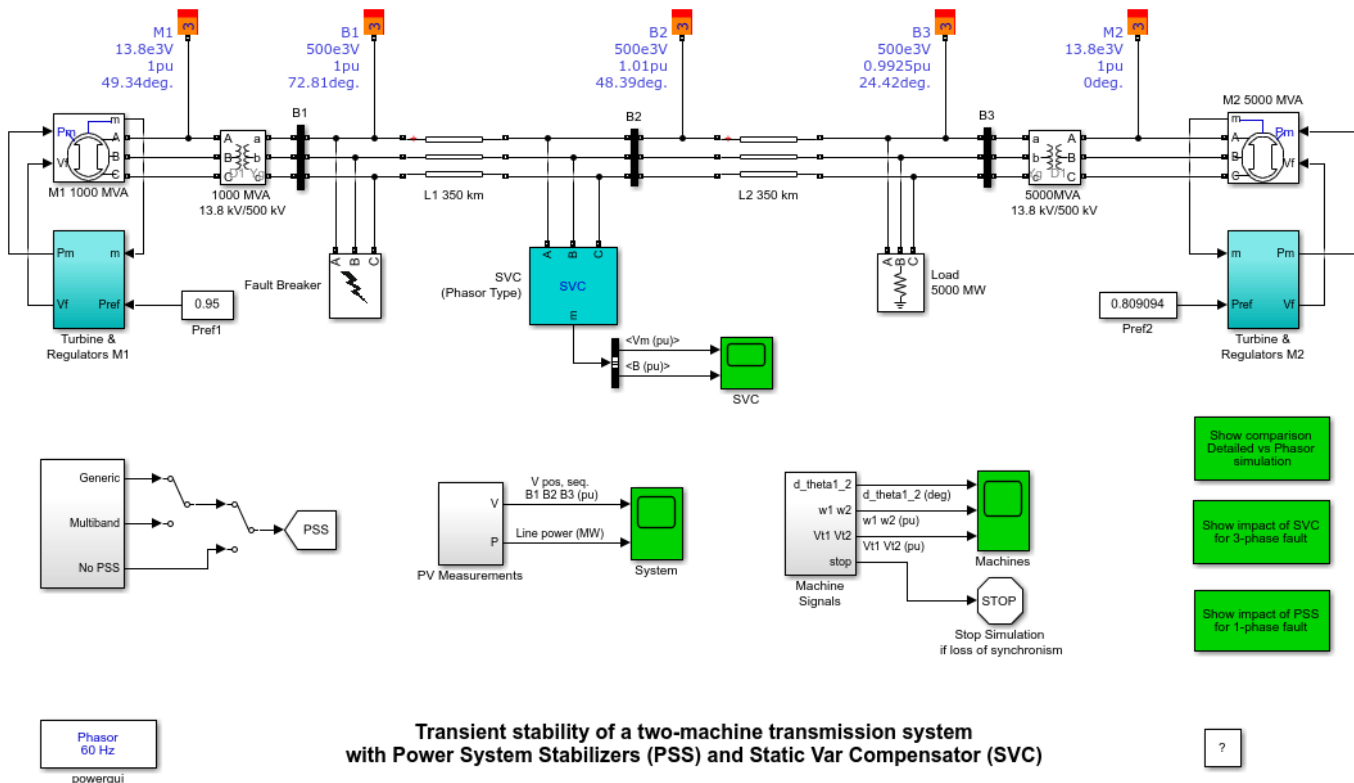 3
3
3
3
3
M1
13.8e3V
1pu
49.34deg.
B1
500e3V
1pu
72.81deg.
B2
500e3V
1.01pu
48.39deg.
B3
500e3V
0.9925pu
24.42deg.
M2
13.8e3V
1pu
0deg.
Pm
Vf
m
A
B
C
M1 1000 MVA
A
B
C
a
b
c
D1 Yg
1000 MVA
13.8 kV/500 kV
B1
L1 350 km
B2
L2 350 km
B3
a
b
c
A
B
C
Yg D1
5000MVA
13.8 kV/500 kV
M2 5000 MVA
m
A
B
C
Pm
Vf
Pm
m
Vf
Pref
Turbine &
Regulators M1
0.95
Pref1
Fault Breaker
A B C
SVC
(Phasor Type)
A B C
SVC
m
<Vm (pu)>
<B (pu)>
SVC
A B C
Load
5000 MW
0.809094
Pref2
m
Pm
Pref
Vf
Turbine &
Regulators M2
Generic
Multiband
No PSS
PSS
V
P
PV Measurements
V pos, seq.
B1 B2 B3 (pu)
Line power (MW)
System
d_theta1_2
w1 w2
Vt1 Vt2
stop
Machine
Signals
d_theta1_2 (deg)
w1 w2 (pu)
Vt1 Vt2 (pu)
Machines
STOP
Stop Simulation
if loss of synchronism
Show comparison
Detailed vs Phasor
simulation.
Show impact of SVC
for 3-phase fault
Show impact of PSS
for 1-phase fault
Phasor
60 Hz
powergui
Transient stability of a two-machine transmission system
with Power System Stabilizers (PSS) and Static Var Compensator (SVC)
?